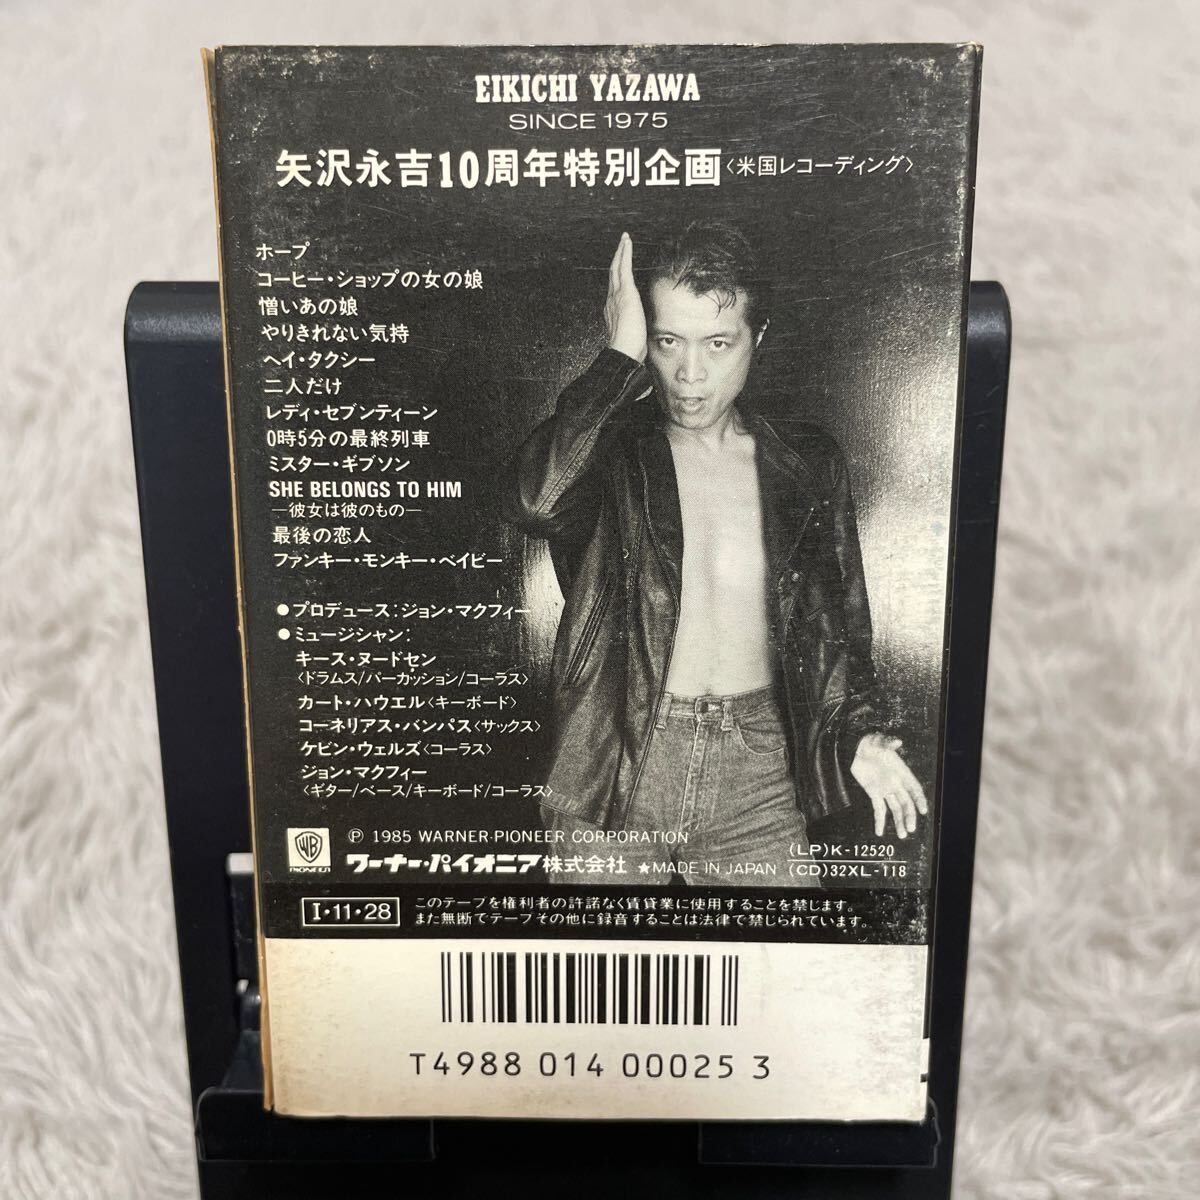 EIKICHI YAZAWA
SINCE 1975
矢沢永吉10周年特別企画〈米国レコーディング〉
ホープ
コーヒー・ショップの女の娘
憎いあの娘
やりきれない気持
ヘイ・タクシー
二人だけ
レディ・セブンティーン
0時5分の最終列車
ミスター・ギブソン
SHE BELONGS TO HIM
―彼女は彼のもの―
最後の恋人
ファンキー・モンキー・ベイビー
●プロデュース:ジョン・マクフィー
●ミュージシャン:
キース・ヌードセン
〈ドラムス/パーカッション/コーラス〉
カート・ハウエル〈キーボード〉
コーネリアス・バンパス〈サックス〉
ケビン・ウェルズ〈コーラス〉
ジョン・マクフィー
〈ギター/ベース/キーボード/コーラス〉
WB
PIONEER
Ⓟ 1985 WARNER-PIONEER CORPORATION
ワーナー・パイオニア株式会社 ★MADE IN JAPAN
(LP)K-12520
(CD)32XL-118
I・11・28
このテープを権利者の許諾なく賃貸業に使用することを禁じます。
また無断でテープその他に録音することは法律で禁じられています。
T4988 014 00025 3